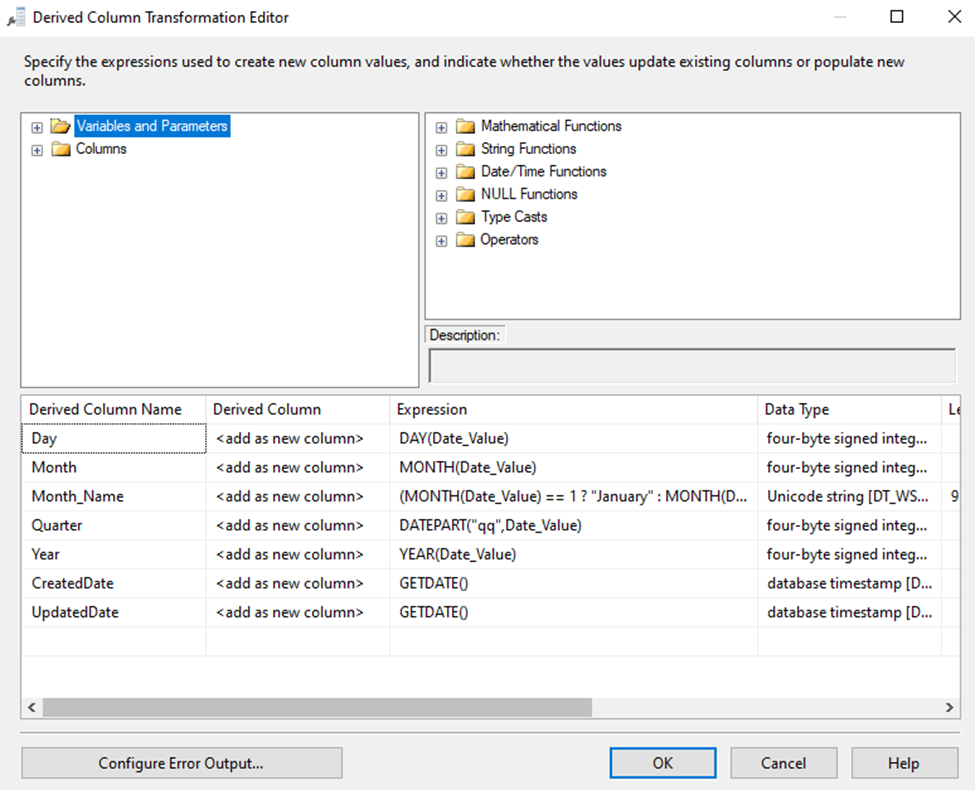 Derived Column Transformation Editor
Specify the expressions used to create new column values, and indicate whether the values update existing columns or populate new
columns.
Variables and Parameters
Columns
Mathematical Functions
String Functions
Date/Time Functions
NULL Functions
Type Casts
Operators
Description:
Derived Column Name Derived Column Expression Data Type Le
Day <add as new column> DAY(Date_Value) four-byte signed integ...
Month <add as new column> MONTH(Date_Value) four-byte signed integ...
Month_Name <add as new column> (MONTH(Date_Value) == 1 ? "January" : MONTH(D... Unicode string [DT_WS... 9
Quarter <add as new column> DATEPART("qq",Date_Value) four-byte signed integ...
Year <add as new column> YEAR(Date_Value) four-byte signed integ...
CreatedDate <add as new column> GETDATE() database timestamp [D...
UpdatedDate <add as new column> GETDATE() database timestamp [D...
Configure Error Output... OK Cancel Help